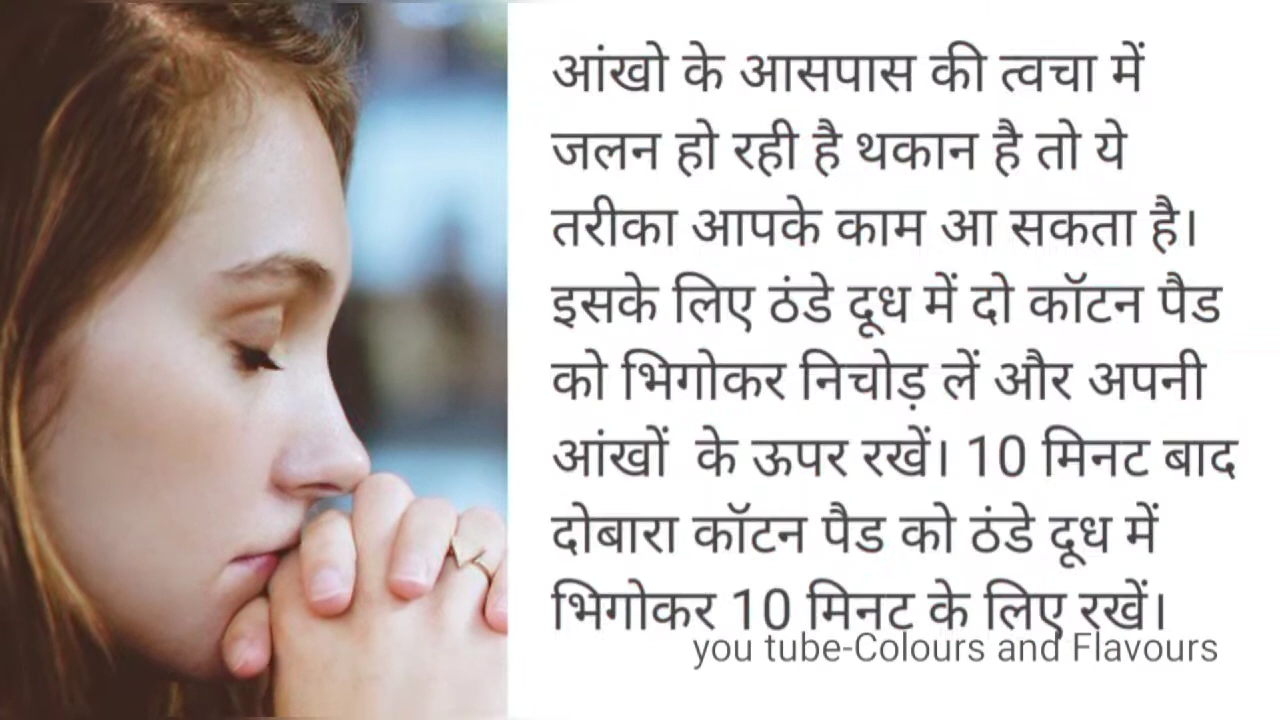 आंखो के आसपास की त्वचा में
जलन हो रही है थकान है तो ये
तरीका आपके काम आ सकता है।
इसके लिए ठंडे दूध में दो कॉटन पैड
को भिगोकर निचोड़ लें और अपनी
आंखों के ऊपर रखें। 10 मिनट बाद
दोबारा कॉटन पैड को ठंडे दूध में
भिगोकर 10 मिनट के लिए रखें।
you tube-Colours and Flavours